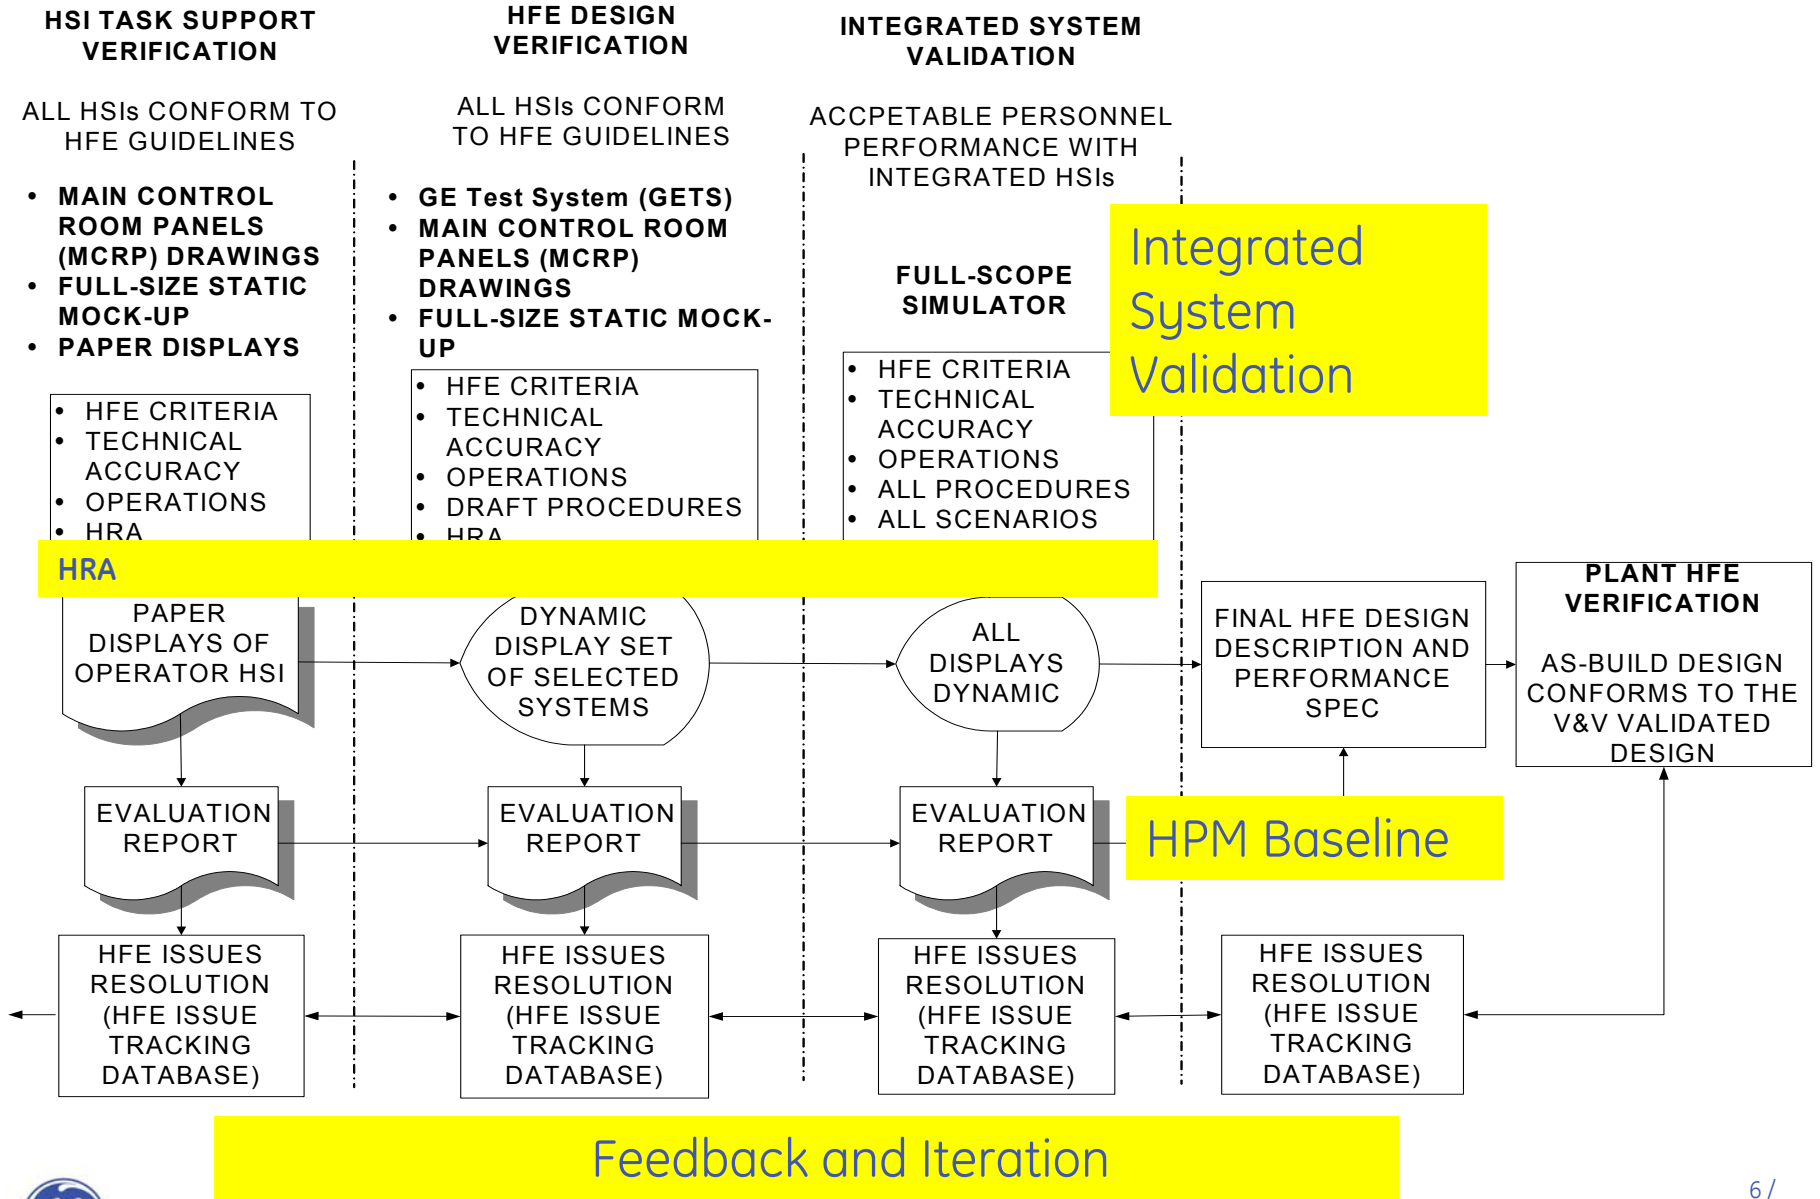 HSI TASK SUPPORT
VERIFICATION
ALL HSIs CONFORM TO
HFE GUIDELINES
• MAIN CONTROL
ROOM PANELS
(MCRP) DRAWINGS
• FULL-SIZE STATIC
MOCK-UP
• PAPER DISPLAYS
• HFE CRITERIA
• TECHNICAL
ACCURACY
• OPERATIONS
• HRA
HFE DESIGN
VERIFICATION
ALL HSIs CONFORM
TO HFE GUIDELINES
• GE Test System (GETS)
• MAIN CONTROL ROOM
PANELS (MCRP)
DRAWINGS
• FULL-SIZE STATIC MOCK-
UP
• HFE CRITERIA
• TECHNICAL
ACCURACY
• OPERATIONS
• DRAFT PROCEDURES
• HRA
INTEGRATED SYSTEM
VALIDATION
ACCPETABLE PERSONNEL
PERFORMANCE WITH
INTEGRATED HSIs
FULL-SCOPE
SIMULATOR
• HFE CRITERIA
• TECHNICAL
ACCURACY
• OPERATIONS
• ALL PROCEDURES
• ALL SCENARIOS
Integrated
System
Validation
HRA
PAPER
DISPLAYS OF
OPERATOR HSI
DYNAMIC
DISPLAY SET
OF SELECTED
SYSTEMS
ALL
DISPLAYS
DYNAMIC
FINAL HFE DESIGN
DESCRIPTION AND
PERFORMANCE
SPEC
PLANT HFE
VERIFICATION
AS-BUILD DESIGN
CONFORMS TO THE
V&V VALIDATED
DESIGN
EVALUATION
REPORT
EVALUATION
REPORT
EVALUATION
REPORT
HPM Baseline
HFE ISSUES
RESOLUTION
(HFE ISSUE
TRACKING
DATABASE)
HFE ISSUES
RESOLUTION
(HFE ISSUE
TRACKING
DATABASE)
HFE ISSUES
RESOLUTION
(HFE ISSUE
TRACKING
DATABASE)
HFE ISSUES
RESOLUTION
(HFE ISSUE
TRACKING
DATABASE)
Feedback and Iteration
6 /